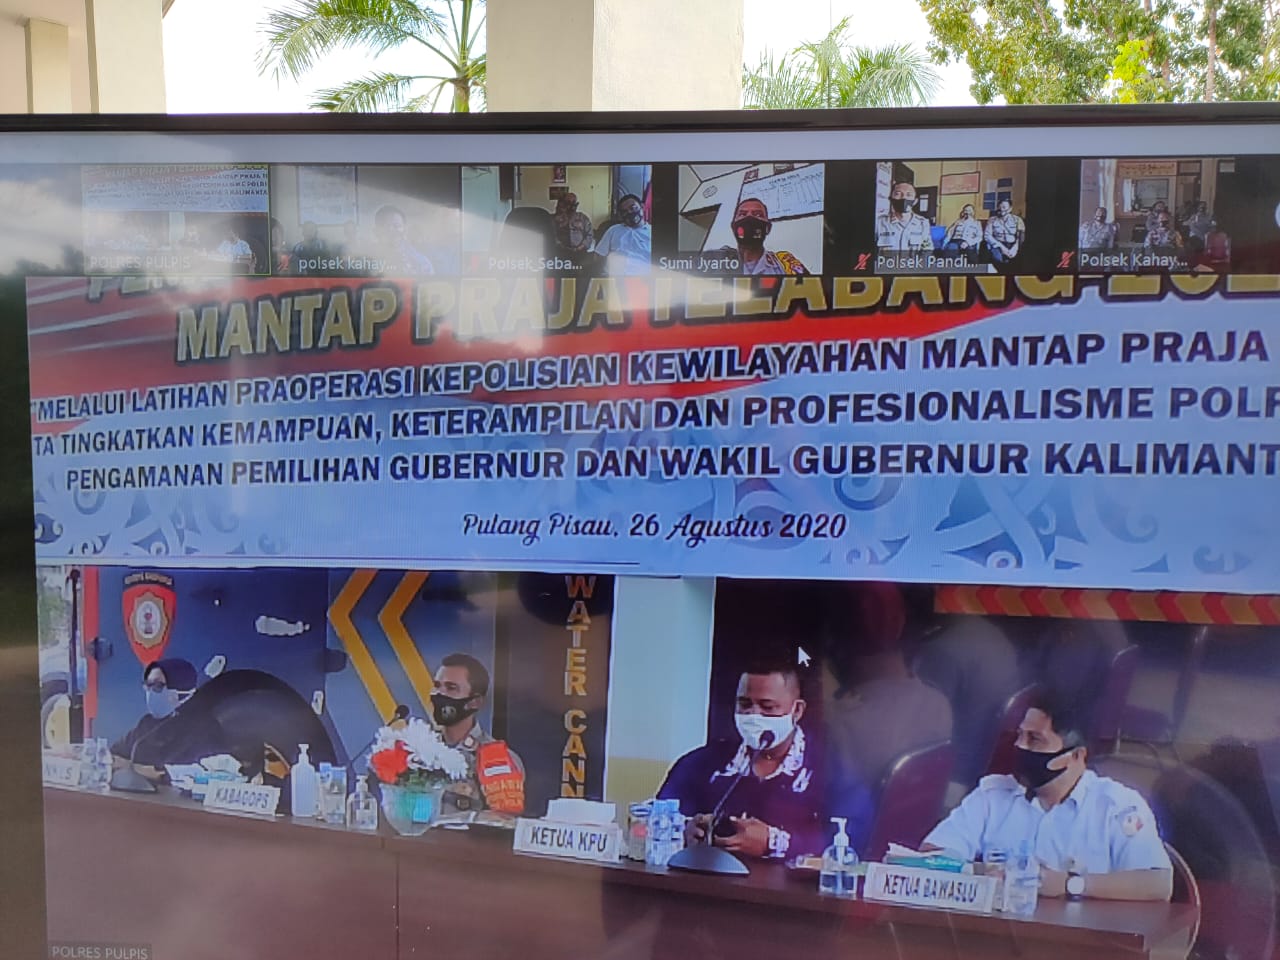 POLRES PULPIS
polsek kahay...
Polsek_Seba...
Sumi Jyarto
Polsek Pandi...
Polsek Kahay...
MANTAP PRAJA TELABANG
"MELALUI LATIHAN PRAOPERASI KEPOLISIAN KEWILAYAHAN MANTAP PRAJA
TA TINGKATKAN KEMAMPUAN, KETERAMPILAN DAN PROFESIONALISME POLR
PENGAMANAN PEMILIHAN GUBERNUR DAN WAKIL GUBERNUR KALIMANT
Pulang Pisau, 26 Agustus 2020
WATER CANN
KABAGOPS
KETUA KPU
KETUA BAWASLU
POLRES PULPIS